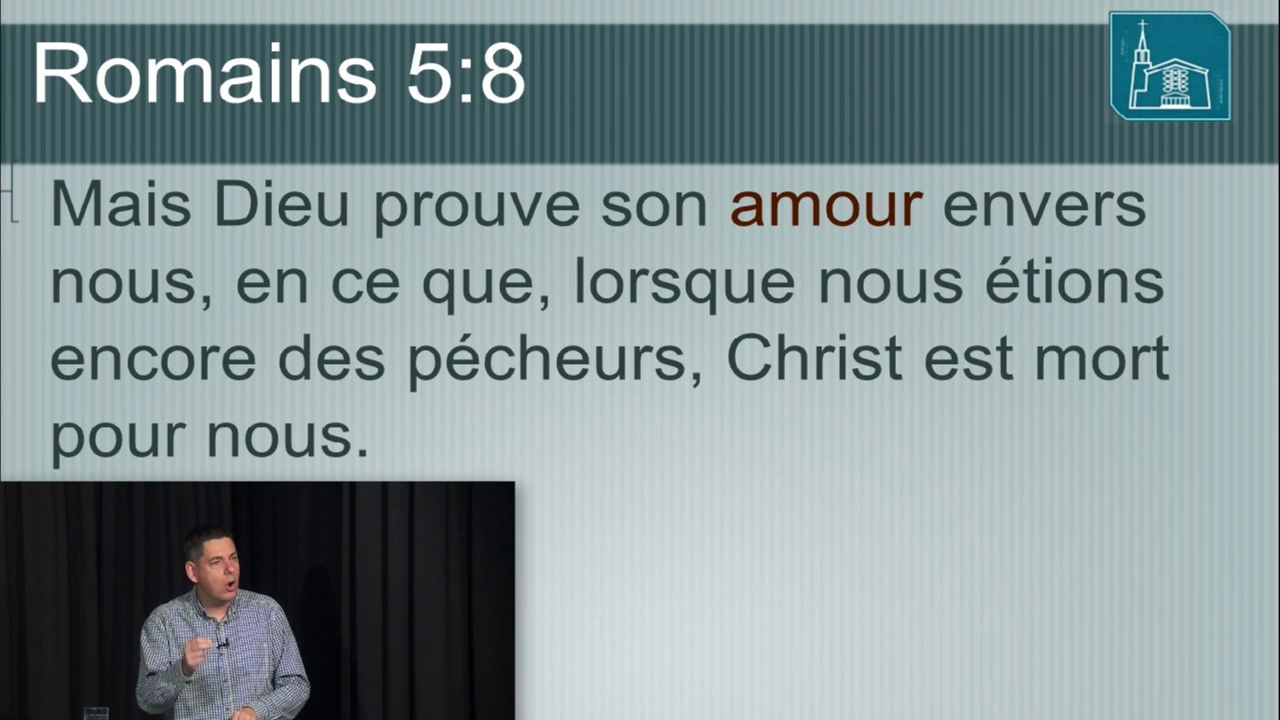 Romains 5:8
Mais Dieu prouve son amour envers
nous, en ce que, lorsque nous étions
encore des pécheurs, Christ est mort
pour nous.